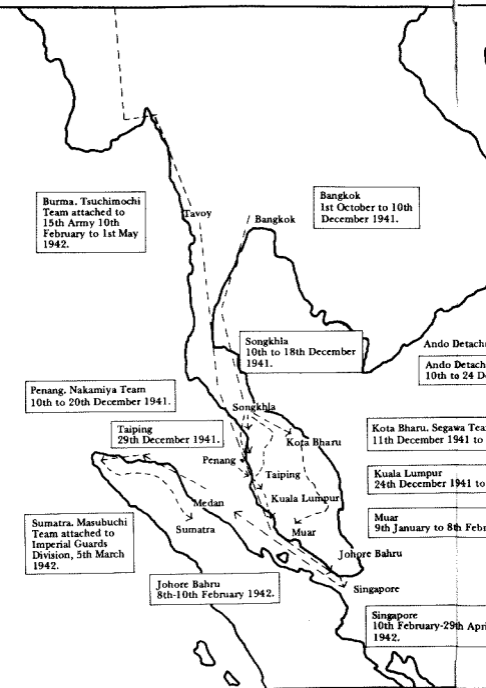 Burma. Tsuchimochi
Team attached to
15th Army 10th
February to 1st May
1942.
Tavoy
Bangkok
Bangkok
1st October to 10th
December 1941.
Songkhla
10th to 18th December
1941.
Ando Detach
Ando Detach
10th to 24 D
Penang. Nakamiya Team
10th to 20th December 1941.
Songkhla
Taiping
29th December 1941.
Kota Bharu
Kota Bharu. Segawa Tea
11th December 1941 to
Penang
Taiping
Kuala Lumpur
24th December 1941 to
Kuala Lumpur
Medan
Sumatra
Muar
Muar
9th January to 8th Febr
Sumatra. Masubuchi
Team attached to
Imperial Guards
Division, 5th March
1942.
Johore Bahru
Johore Bahru
8th-10th February 1942.
Singapore
Singapore
10th February-29th Apri
1942.